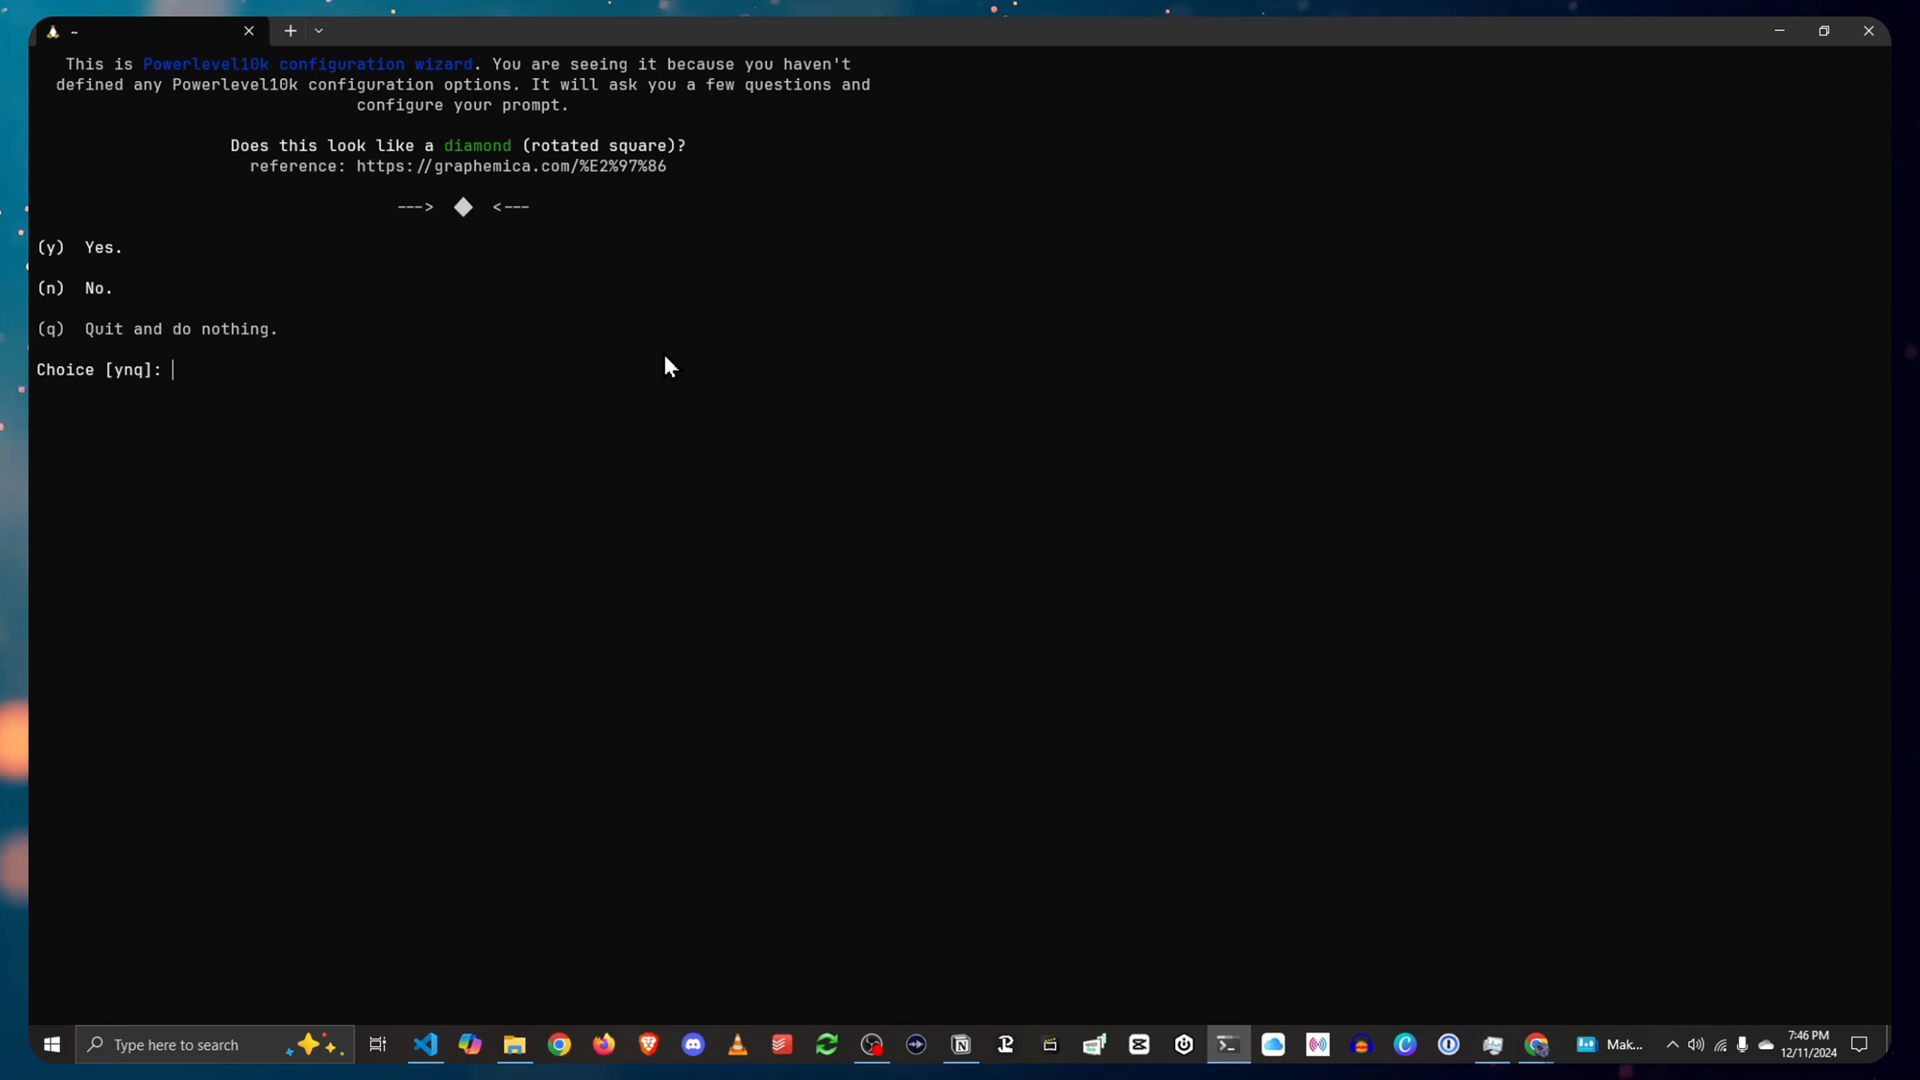 ~
This is Powerlevel10k configuration wizard. You are seeing it because you haven't
defined any Powerlevel10k configuration options. It will ask you a few questions and
configure your prompt.
Does this look like a diamond (rotated square)?
reference: https://graphemica.com/%E2%97%86
---> ◆ <---
(y) Yes.
(n) No.
(q) Quit and do nothing.
Choice [ynq]:
Type here to search
Mak...
7:46 PM
12/11/2024